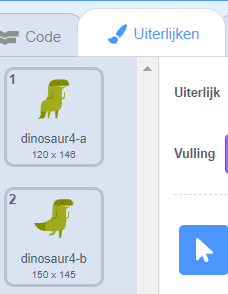 Code
Uiterlijken
1
dinosaur4-a
120 x 146
2
dinosaur4-b
150 x 145
Uiterlijk
Vulling